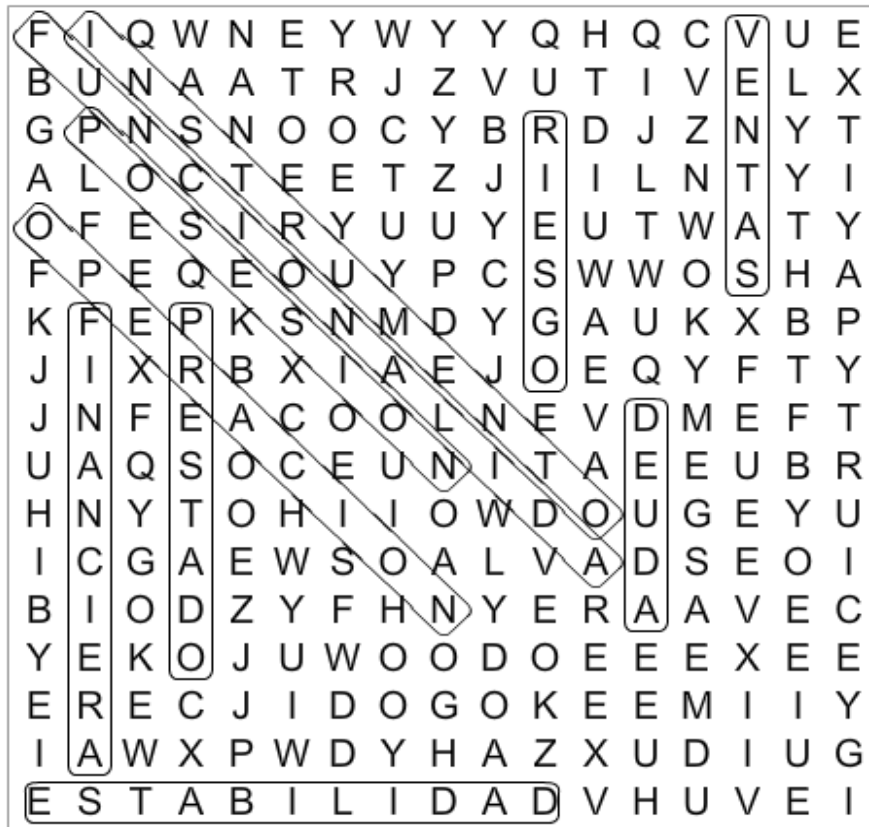 F I Q W N E Y W Y Y Q H Q C V U E
B U N A A T R J Z V U T I V E L X
G P N S N O O C Y B R D J Z N Y T
A L O C T E E T Z J I I L N T Y I
O F E S I R Y U U Y E U T W A T Y
F P E Q E O U Y P C S W W O S H A
K F E P K S N M D Y G A U K X B P
J I X R B X I A E J O E Q Y F T Y
J N F E A C O O L N E V D M E F T
U A Q S O C E U N I T A E E U B R
H N Y T O H I I O W D O U G E Y U
I C G A E W S O A L V A D S E O I
B I O D Z Y F H N Y E R A A V E C
Y E K O J U W O O D O E E E X E E
E R E C J I D O G O K E E M I I Y
I A W X P W D Y H A Z X U D I U G
E S T A B I L I D A D V H U V E I